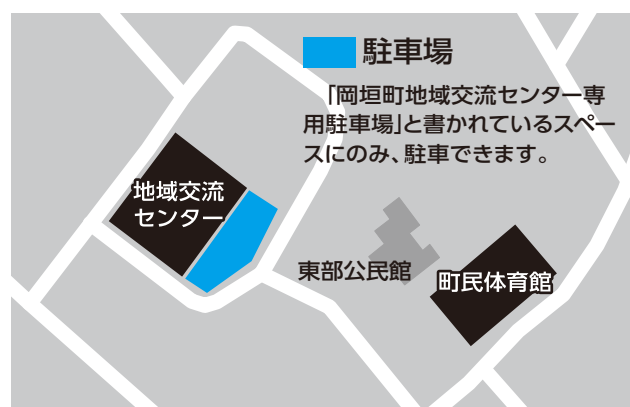 駐車場
「岡垣町地域交流センター専
用駐車場」と書かれているスペー
スにのみ、駐車できます。
地域交流
センター
東部公民館
町民体育館